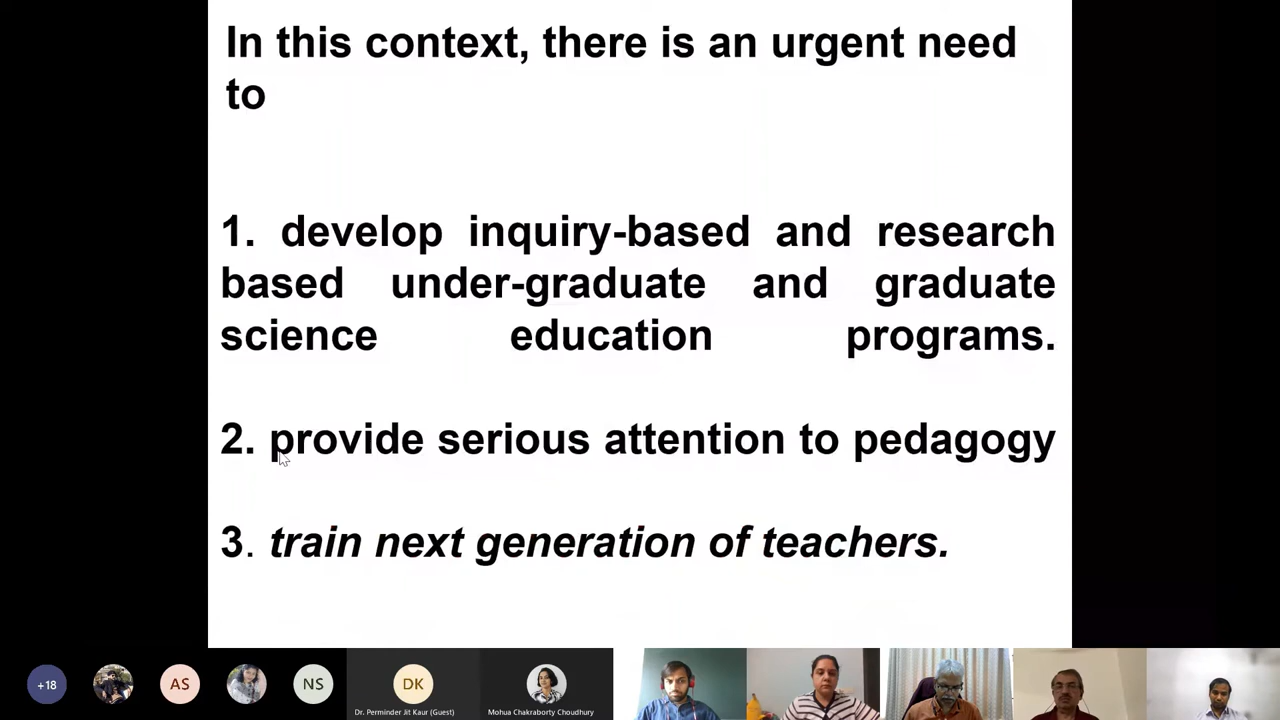 In this context, there is an urgent need
to
1. develop inquiry-based and research
based under-graduate and graduate
science education programs.
2. provide serious attention to pedagogy
3. train next generation of teachers.
+18
AS
NS
DK
Dr. Perminder Jit Kaur (Guest)
Mohua Chakraborty Choudhury